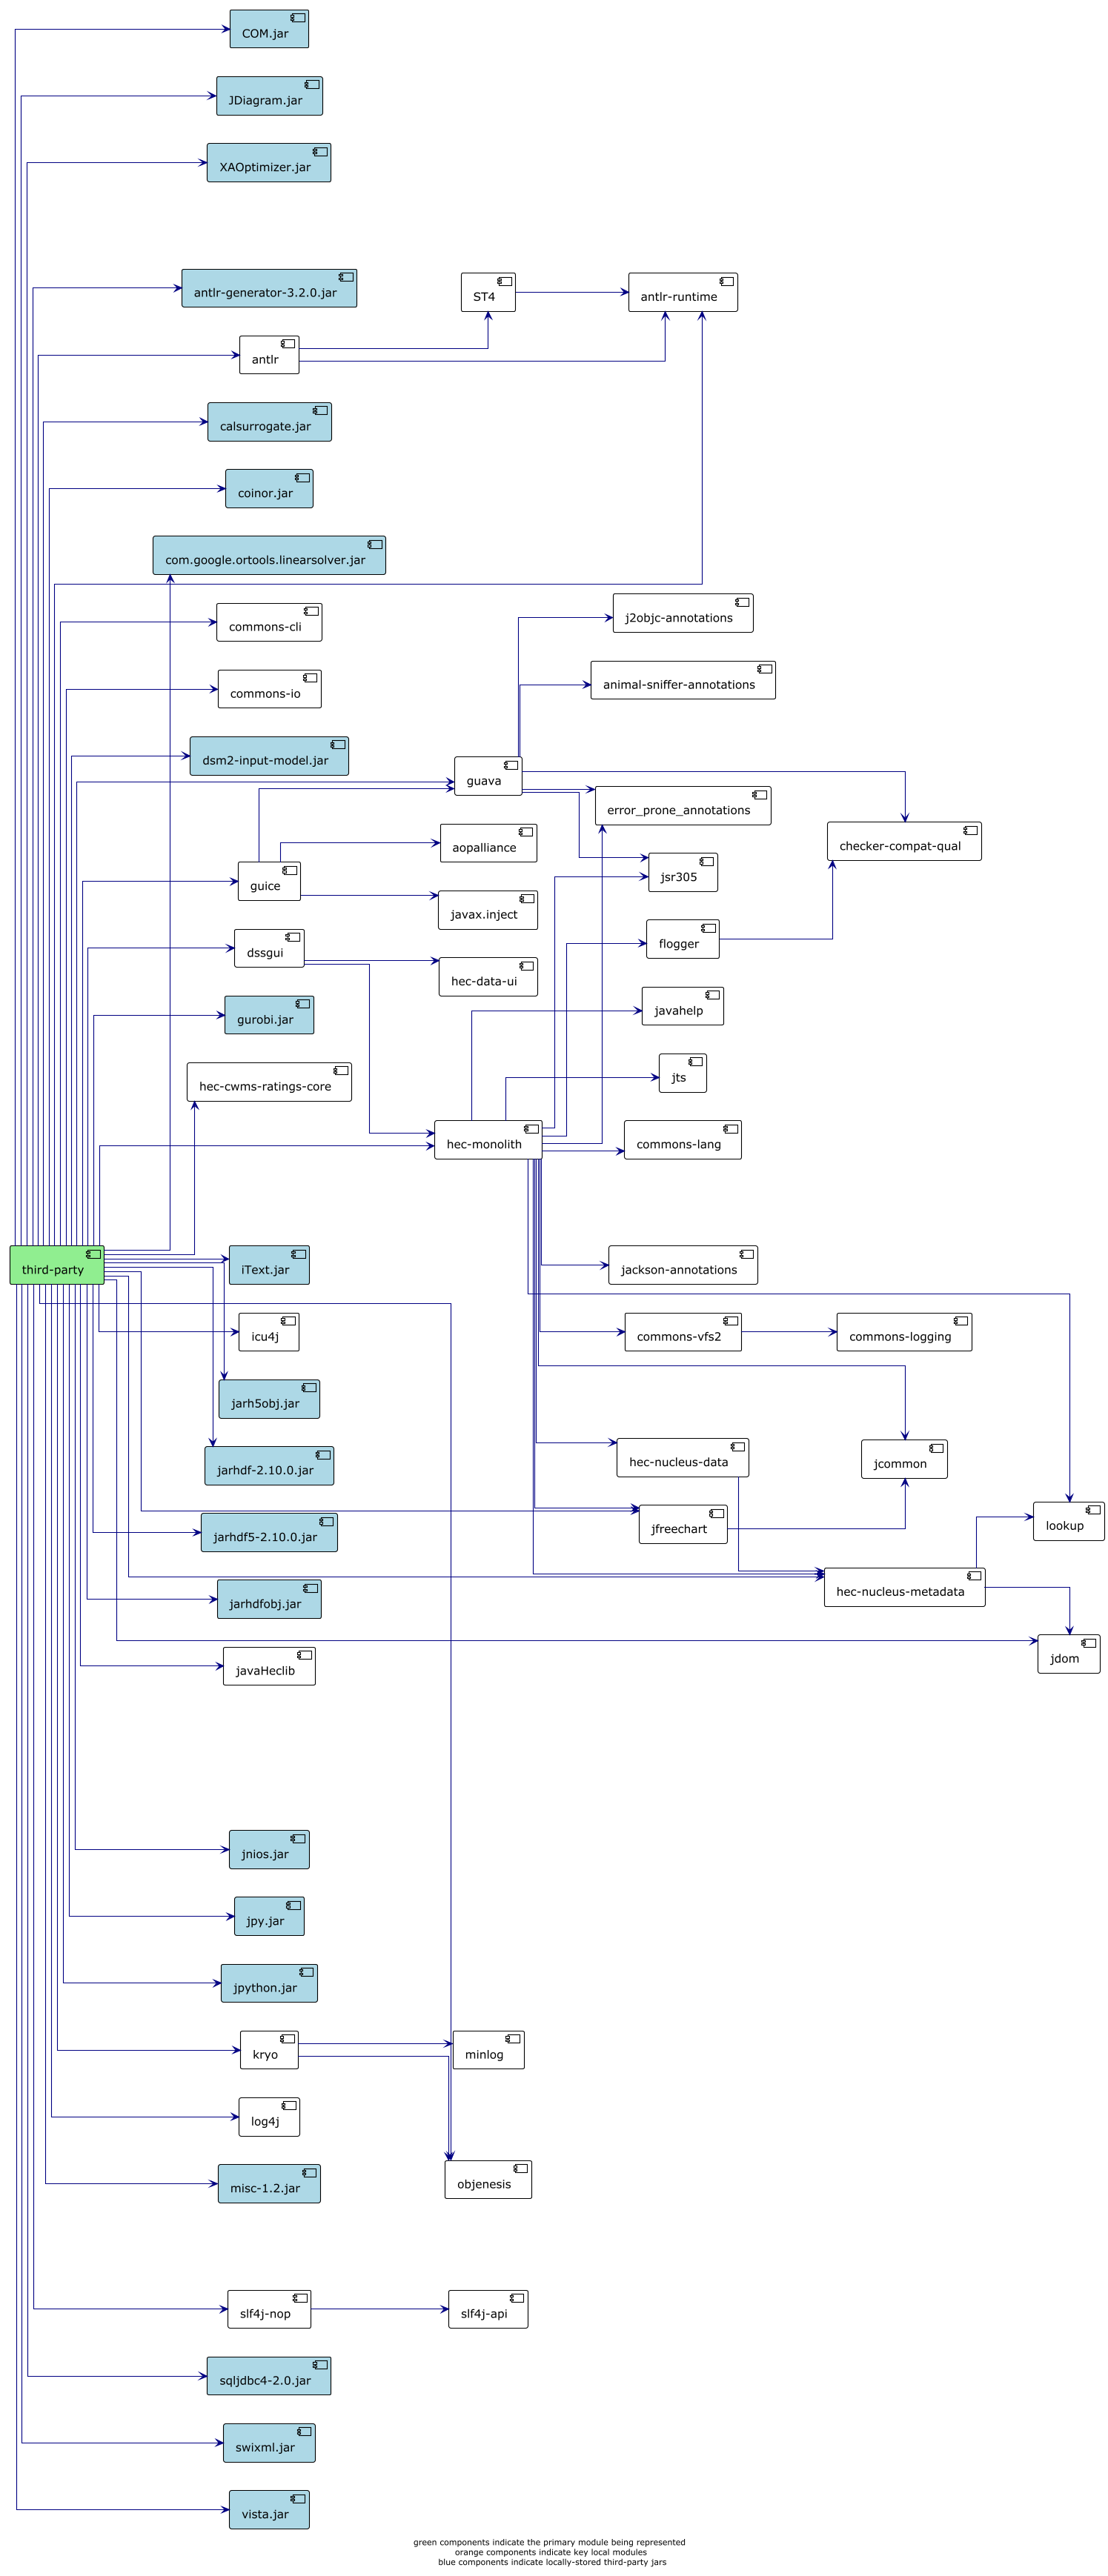 COM.jar
JDiagram.jar
XAOptimizer.jar
antlr-generator-3.2.0.jar
ST4
antlr-runtime
antlr
calsurrogate.jar
coinor.jar
com.google.ortools.linearsolver.jar
commons-cli
j2objc-annotations
commons-io
animal-sniffer-annotations
dsm2-input-model.jar
guava
error_prone_annotations
aopalliance
checker-compat-qual
guice
jsr305
javax.inject
flogger
dssgui
hec-data-ui
gurobi.jar
javahelp
hec-cwms-ratings-core
jts
hec-monolith
commons-lang
third-party
iText.jar
jackson-annotations
icu4j
commons-vfs2
commons-logging
jarh5obj.jar
jarhdf-2.10.0.jar
hec-nucleus-data
jcommon
jarhdf5-2.10.0.jar
jfreechart
lookup
jarhdfobj.jar
hec-nucleus-metadata
javaHeclib
jdom
jnios.jar
jpy.jar
jpython.jar
kryo
minlog
log4j
misc-1.2.jar
objenesis
slf4j-nop
slf4j-api
sqljdbc4-2.0.jar
swixml.jar
vista.jar
green components indicate the primary module being represented
orange components indicate key local modules
blue components indicate locally-stored third-party jars